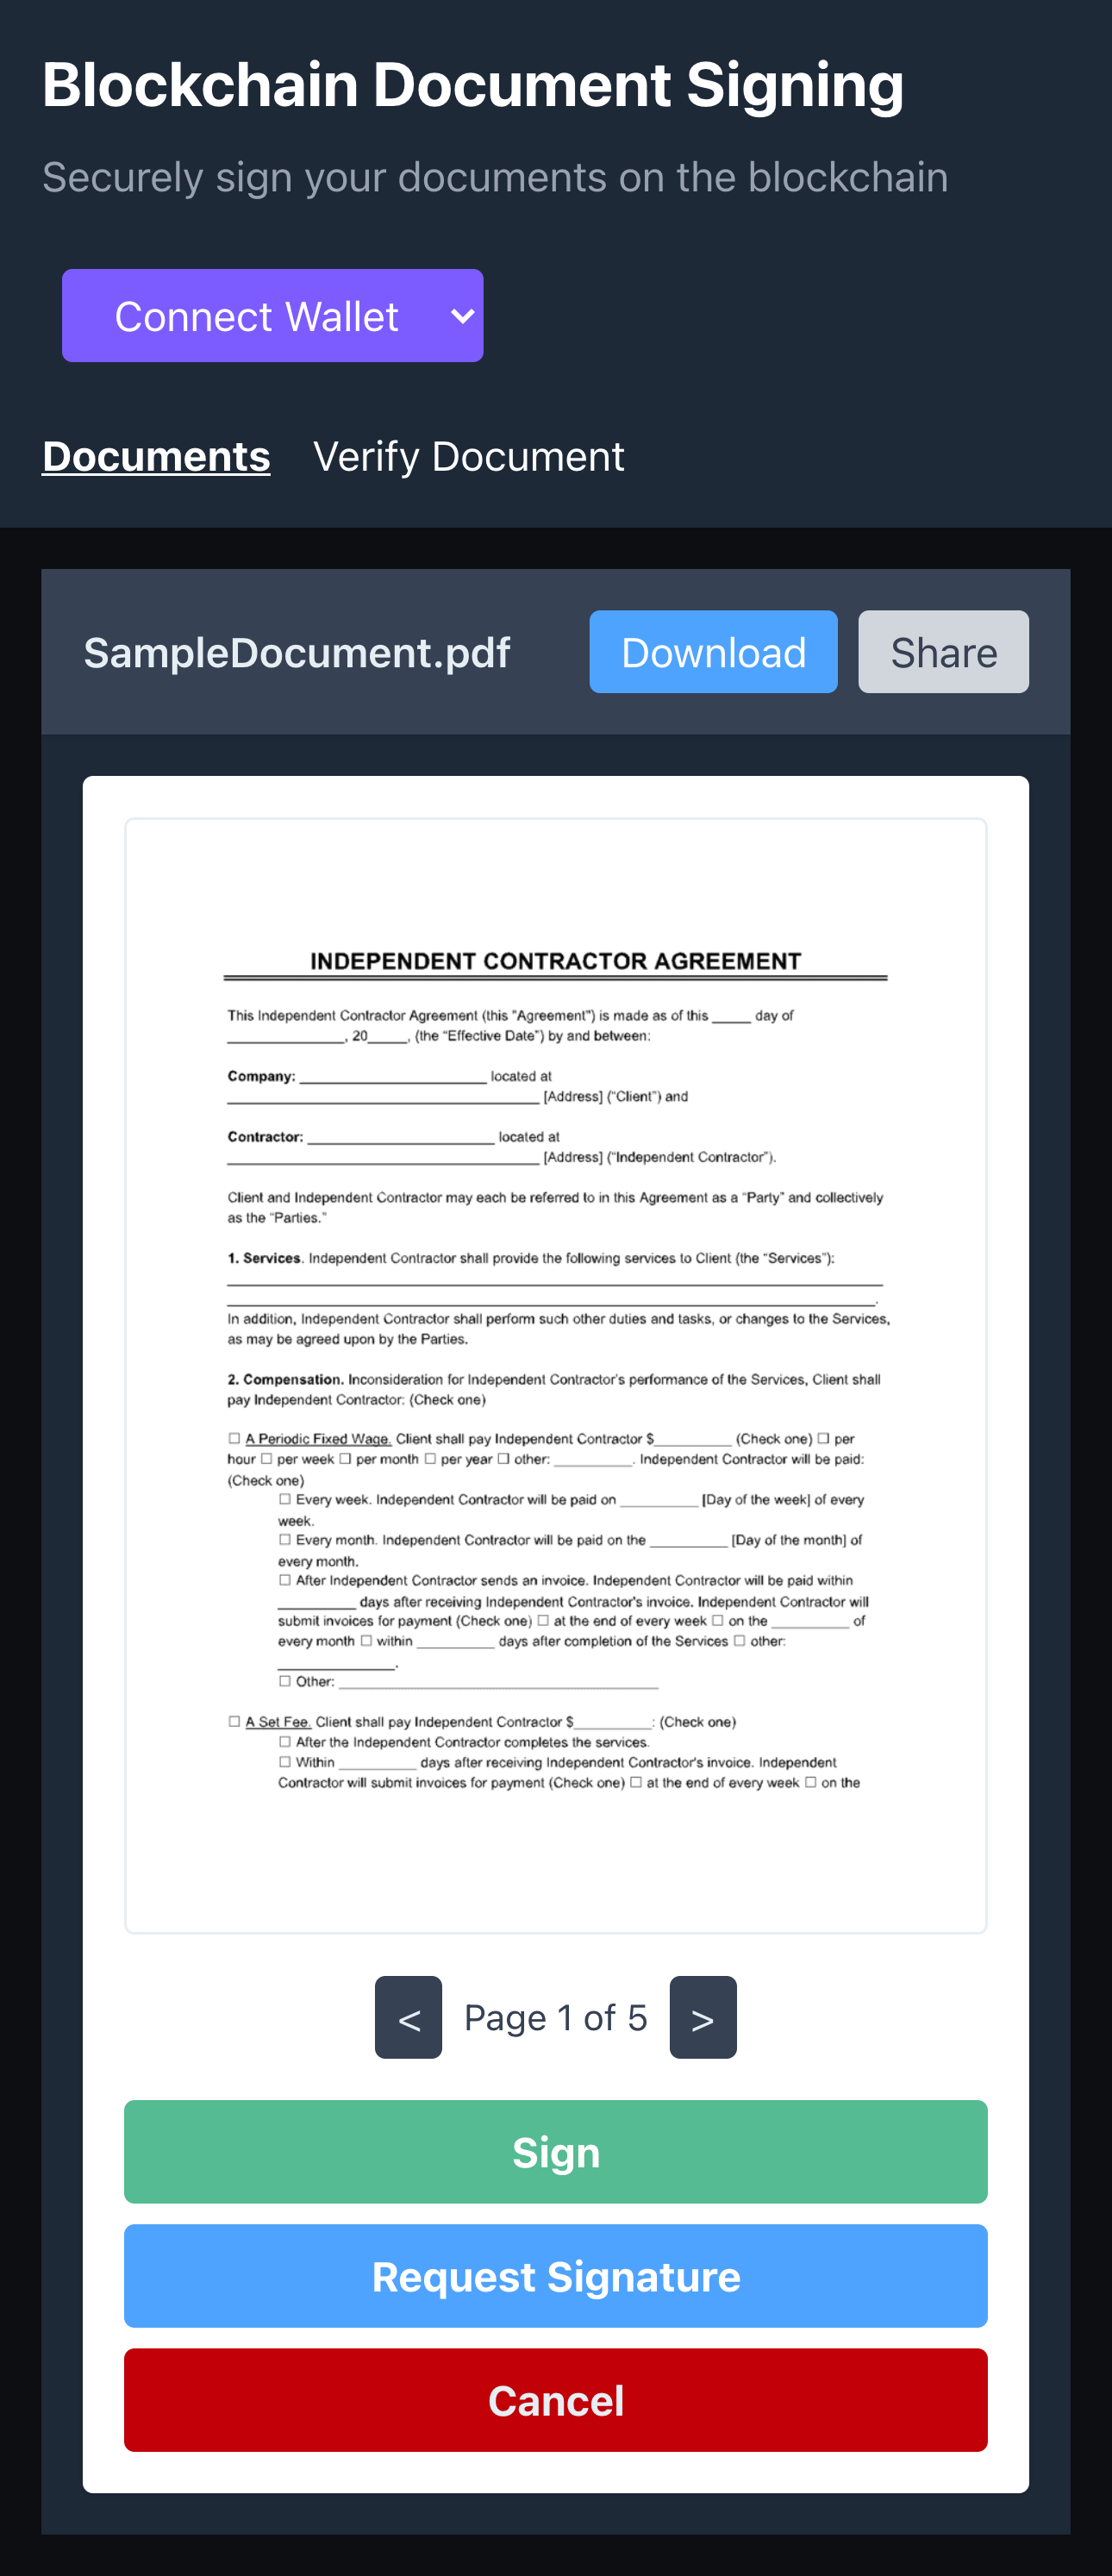 Blockchain Document Signing
Securely sign your documents on the blockchain
Connect Wallet
Documents Verify Document
SampleDocument.pdf Download Share
INDEPENDENT CONTRACTOR AGREEMENT
This Independent Contractor Agreement (this "Agreement") is made as of this _____ day of
_______________, 20_____, (the “Effective Date”) by and between:
Company: ________________________ located at
________________________________________ [Address] (“Client”) and
Contractor: ________________________ located at
________________________________________ [Address] (“Independent Contractor”).
Client and Independent Contractor may each be referred to in this Agreement as a “Party” and collectively
as the “Parties.”
1. Services. Independent Contractor shall provide the following services to Client (the “Services”):
____________________________________________________________________________________
___________________________________________________________________________________.
In addition, Independent Contractor shall perform such other duties and tasks, or changes to the Services,
as may be agreed upon by the Parties.
2. Compensation. Inconsideration for Independent Contractor's performance of the Services, Client shall
pay Independent Contractor: (Check one)
☐ A Periodic Fixed Wage. Client shall pay Independent Contractor $__________ (Check one) ☐ per
hour ☐ per week ☐ per month ☐ per year ☐ other: __________. Independent Contractor will be paid:
(Check one)
☐ Every week. Independent Contractor will be paid on __________ [Day of the week] of every
week.
☐ Every month. Independent Contractor will be paid on the __________ [Day of the month] of
every month.
☐ After Independent Contractor sends an invoice. Independent Contractor will be paid within
__________ days after receiving Independent Contractor's invoice. Independent Contractor will
submit invoices for payment (Check one) ☐ at the end of every week ☐ on the __________ of
every month ☐ within __________ days after completion of the Services ☐ other:
_______________.
☐ Other: _________________________________________
☐ A Set Fee. Client shall pay Independent Contractor $__________: (Check one)
☐ After the Independent Contractor completes the services.
☐ Within __________ days after receiving Independent Contractor's invoice. Independent
Contractor will submit invoices for payment (Check one) ☐ at the end of every week ☐ on the
< Page 1 of 5 >
Sign
Request Signature
Cancel